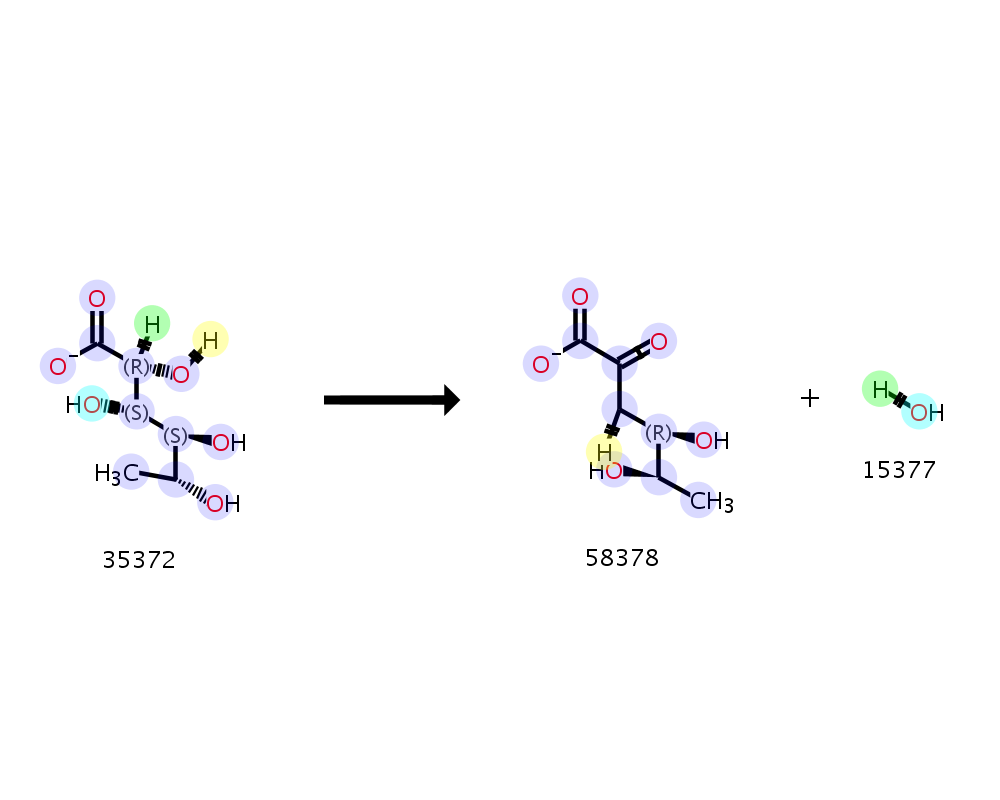 O
H
H
O⁻
(R)
O
HO
(S)
(S)
OH
H₃C
OH
35372
O
O
O⁻
(R)
OH
H
HO
CH₃
58378
+
H
OH
15377